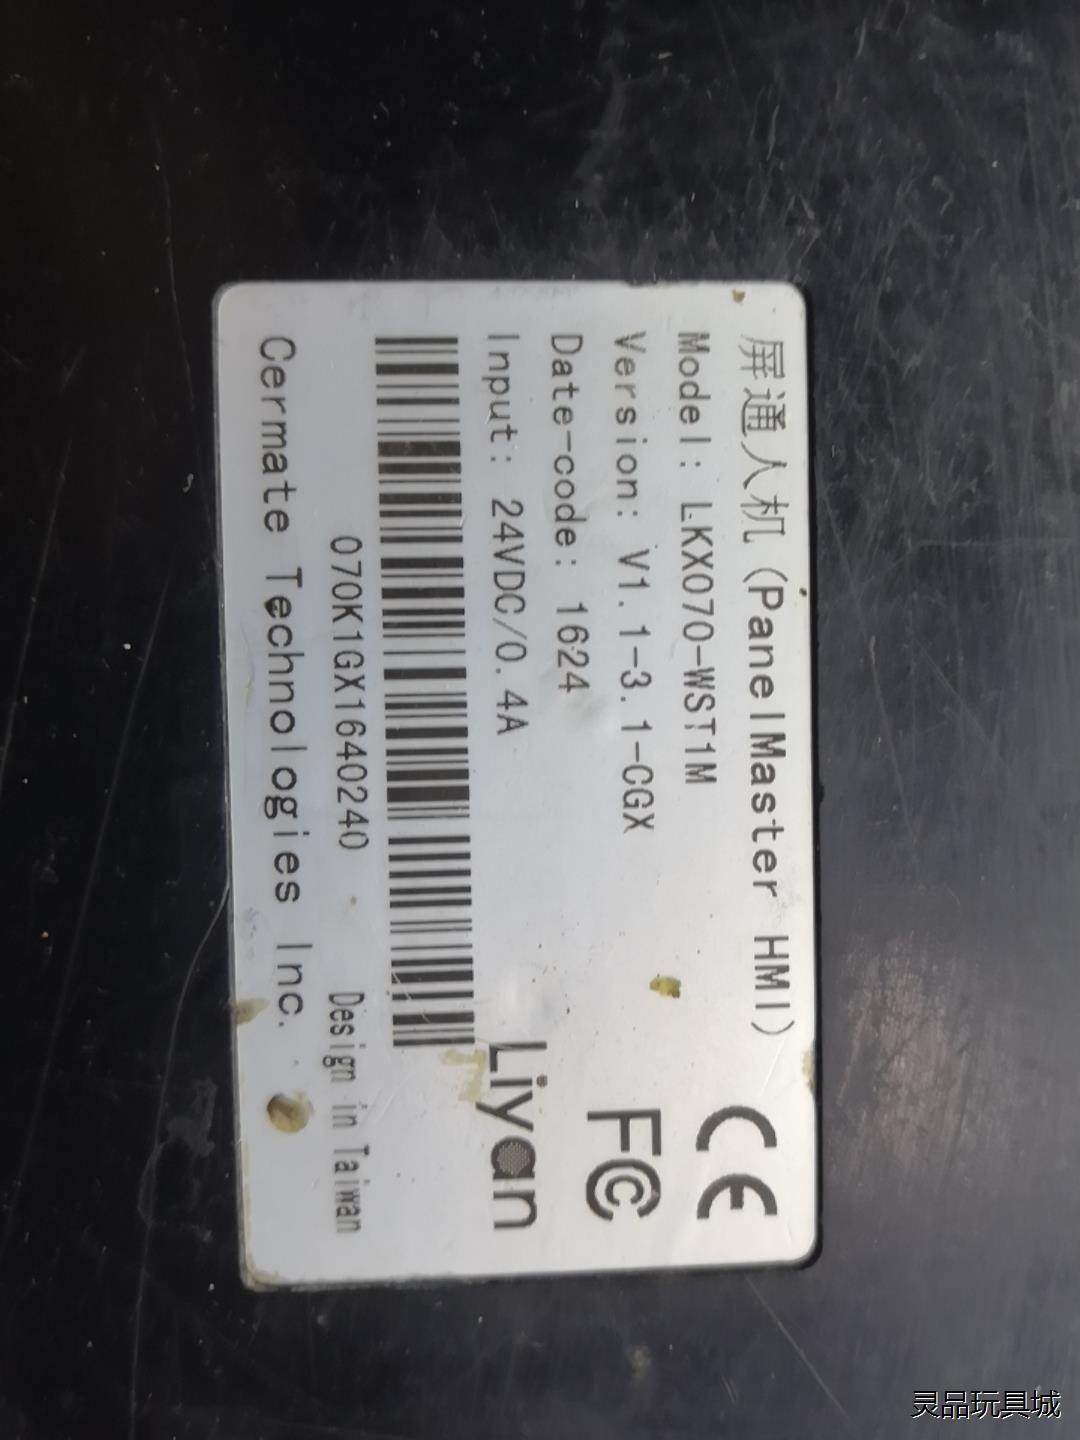 屏通人机(PanelMaster HMI)
Model: LKX070-WST1M
Version: V1.1-3.1-CGX
Date-code: 1624
Input: 24VDC/0.4A
CE
FC
Liyan
070K1GX1640240
Design in Taiwan
Cermate Technologies Inc.
灵品玩具城